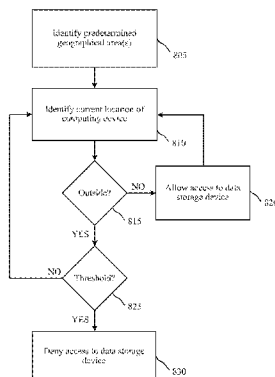 Identify predetermined
geographical area(s)
805
Identify current location of
computing device
810
Outside?
NO
815
YES
Allow access to data
storage device
820
Threshold?
NO
825
YES
Deny access to data storage
device
830